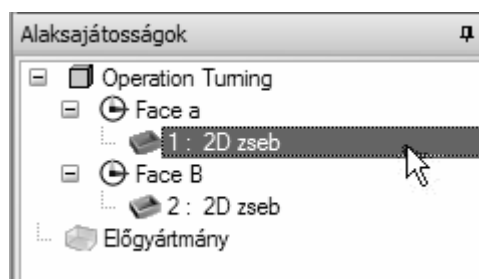 Alaksajátosságok
Operation Turning
Face a
1 : 2D zseb
Face B
2 : 2D zseb
Előgyártmány